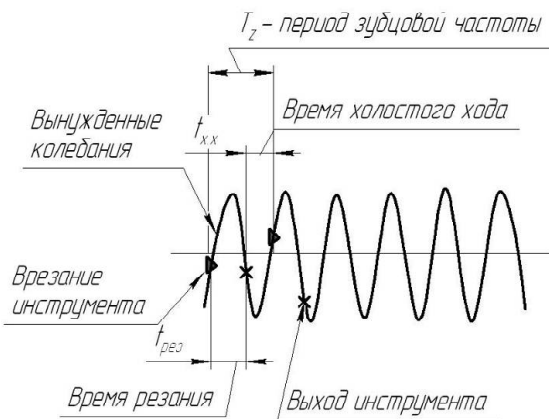 T_z – период зубцовой частоты
Время холостого хода
t_х.х
Вынужденные
колебания
Врезание
инструмента
t_рез
Время резания
Выход инструмента